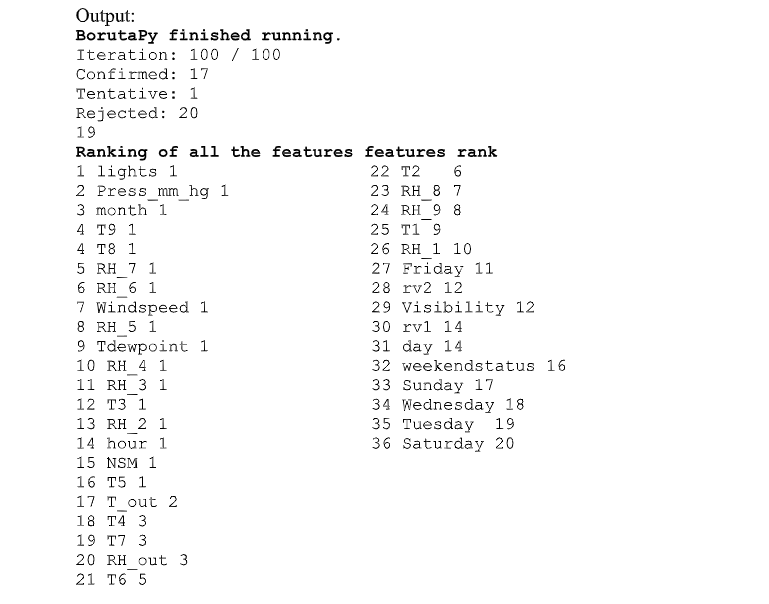 Output:
BorutaPy finished running.
Iteration: 100 / 100
Confirmed: 17
Tentative: 1
Rejected: 20
19
Ranking of all the features features rank
1 lights 1
2 Press_mm_hg 1
3 month 1
4 T9 1
4 T8 1
5 RH_7 1
6 RH_6 1
7 Windspeed 1
8 RH_5 1
9 Tdewpoint 1
10 RH_4 1
11 RH_3 1
12 T3 1
13 RH_2 1
14 hour 1
15 NSM 1
16 T5 1
17 T_out 2
18 T4 3
19 T7 3
20 RH_out 3
21 T6 5
22 T2 6
23 RH_8 7
24 RH_9 8
25 T1 9
26 RH_1 10
27 Friday 11
28 rv2 12
29 Visibility 12
30 rv1 14
31 day 14
32 weekendstatus 16
33 Sunday 17
34 Wednesday 18
35 Tuesday 19
36 Saturday 20